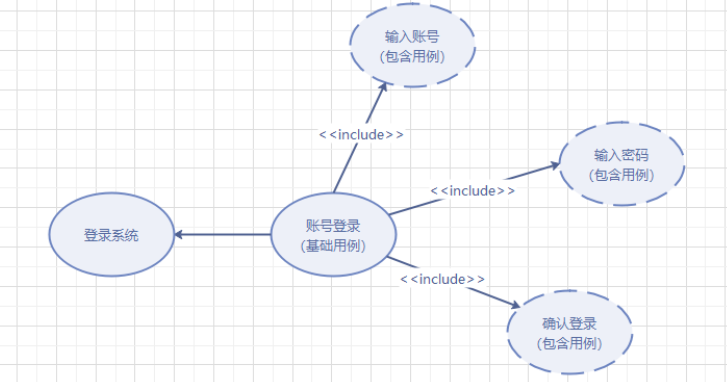 输入账号
(包含用例)
<<include>>
输入密码
(包含用例)
<<include>>
登录系统
账号登录
(基础用例)
<<include>>
确认登录
(包含用例)